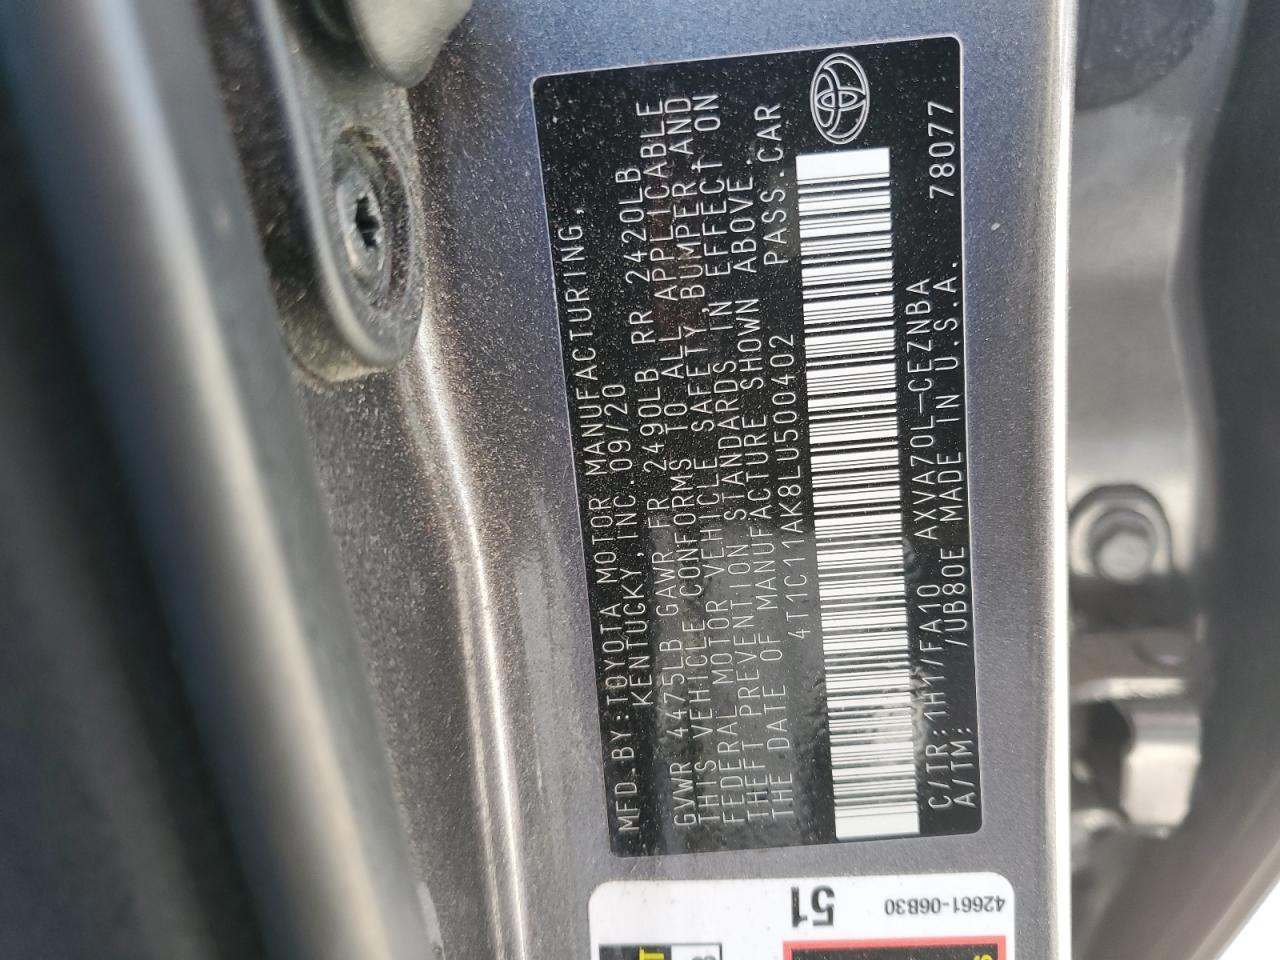 MFD.BY:TOYOTA MOTOR MANUFACTURING,
KENTUCKY, INC. 09/20
GVWR 4475LB GAWR FR 2490LB RR 2420LB
THIS VEHICLE CONFORMS TO ALL APPLICABLE
FEDERAL MOTOR VEHICLE SAFETY, BUMPER, AND
THEFT PREVENTION STANDARDS IN EFFECT ON
THE DATE OF MANUFACTURE SHOWN ABOVE.
4T1C11AK8LU500402 PASS.CAR
C/TR:1H1/FA10 AXVA70L-CEZNBA 78077
A/TM: /UB80E MADE IN U.S.A.
42661-06B30
51